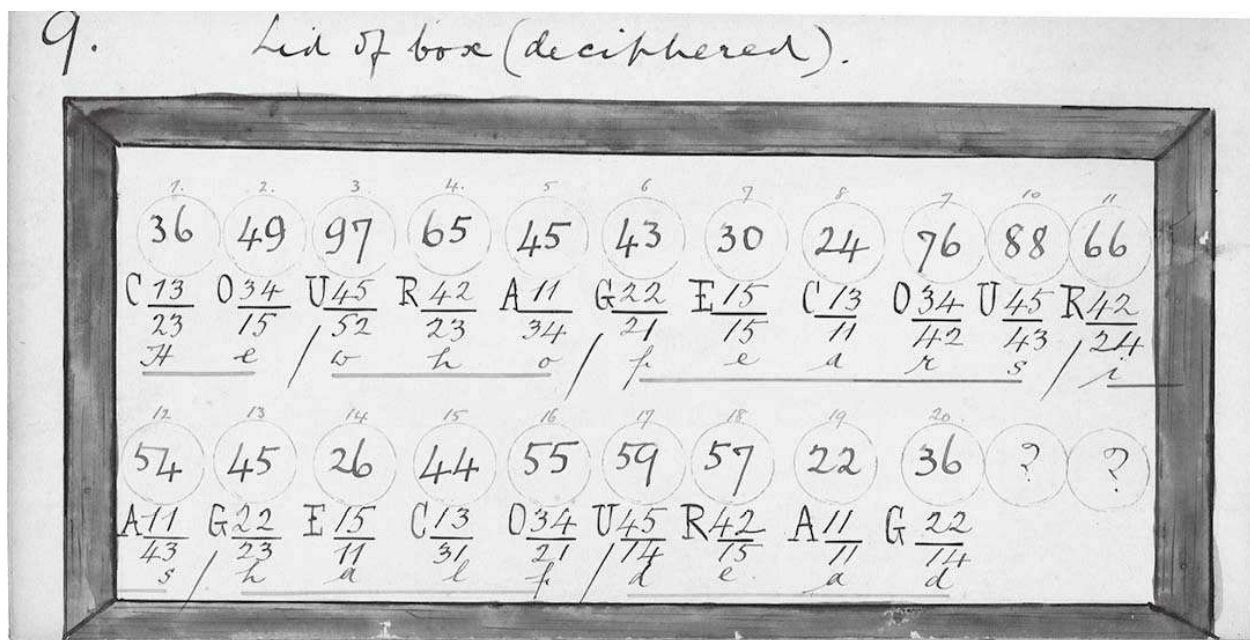 9. Lid of box (deciphered).
1. 2. 3. 4. 5 6 7 8 9 10 11
36 49 97 65 45 43 30 24 76 88 66
C 13 O 34 U 45 R 42 A 11 G 22 E 15 C 13 O 34 U 45 R 42
23 15 52 23 34 21 15 11 42 43 24
H e / w h o / f e a r s / i
12 13 14 15 16 17 18 19 20.
54 45 26 44 55 59 57 22 36 ? ?
A 11 G 22 E 15 C 13 O 34 U 45 R 42 A 11 G 22
43 23 11 31 21 14 15 11 14
s / h a l f / d e a d